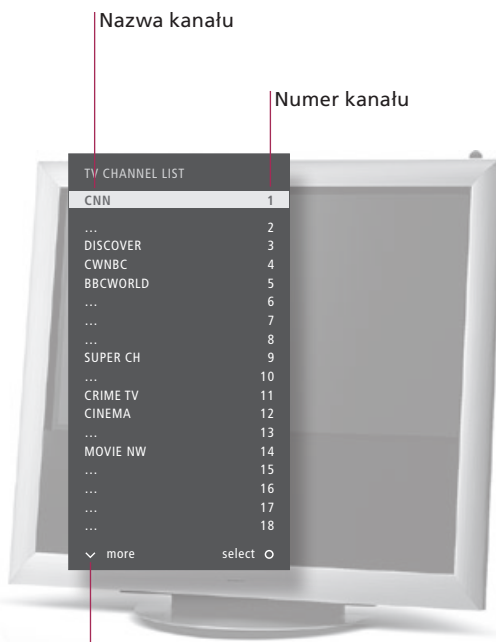 Nazwa kanału
Numer kanału
TV CHANNEL LIST
CNN 1
... 2
DISCOVER 3
CWNBC 4
BBCWORLD 5
... 6
... 7
... 8
SUPER CH 9
... 10
CRIME TV 11
CINEMA 12
... 13
MOVIE NW 14
... 15
... 16
... 17
... 18
more select